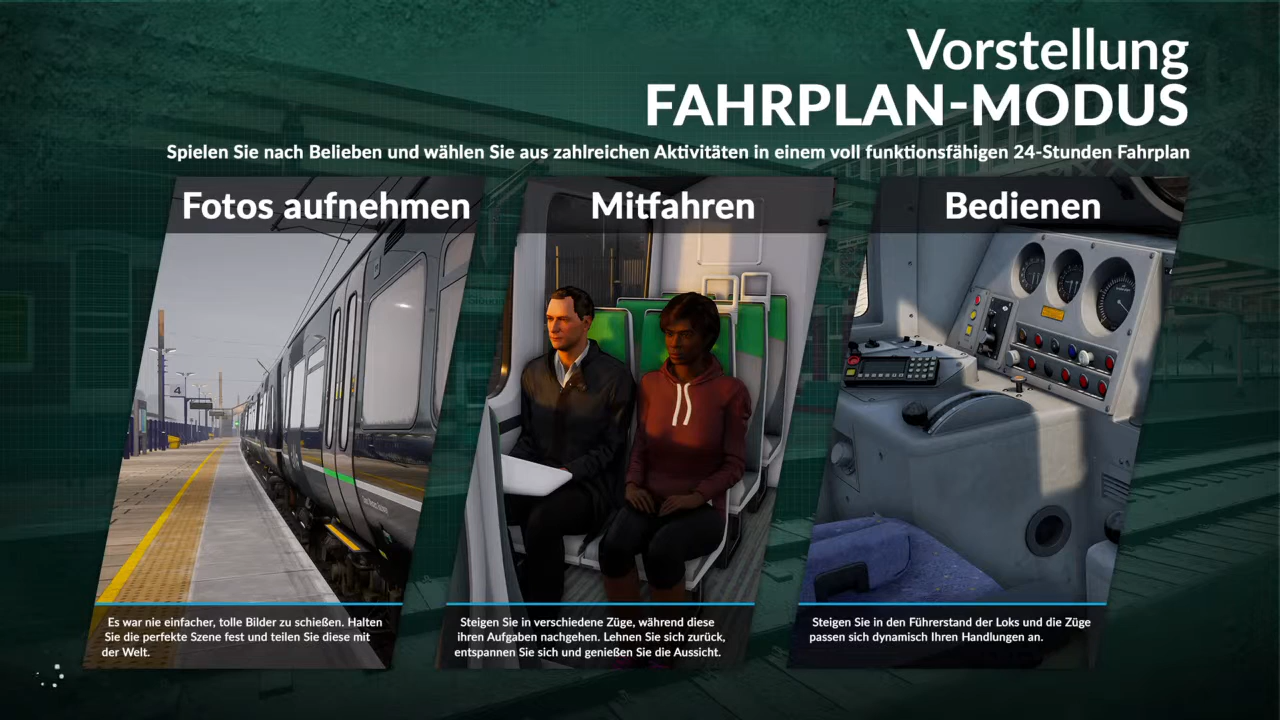 Vorstellung
FAHRPLAN-MODUS
Spielen Sie nach Belieben und wählen Sie aus zahlreichen Aktivitäten in einem voll funktionsfähigen 24-Stunden Fahrplan
Fotos aufnehmen
Mitfahren
Bedienen
4
Es war nie einfacher, tolle Bilder zu schießen. Halten
Sie die perfekte Szene fest und teilen Sie diese mit
der Welt.
Steigen Sie in verschiedene Züge, während diese
ihren Aufgaben nachgehen. Lehnen Sie sich zurück,
entspannen Sie sich und genießen Sie die Aussicht.
Steigen Sie in den Führerstand der Loks und die Züge
passen sich dynamisch Ihren Handlungen an.